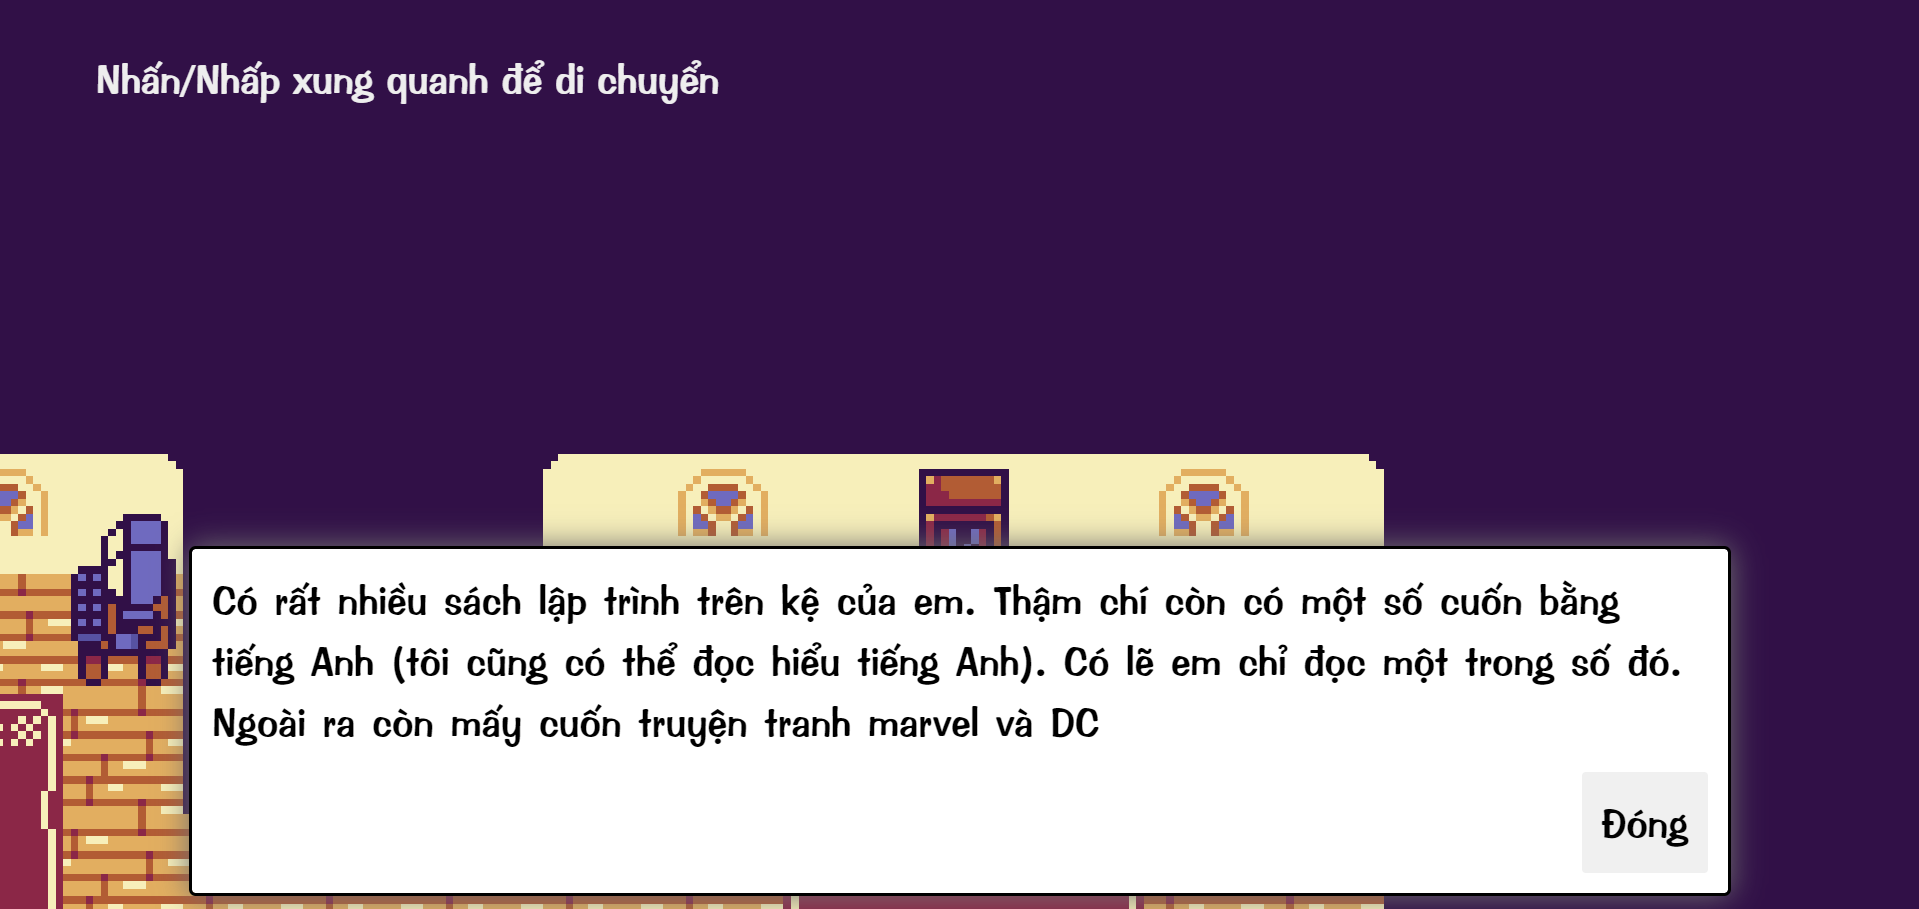 Nhấn/Nhấp xung quanh để di chuyển
Có rất nhiều sách lập trình trên kệ của em. Thậm chí còn có một số cuốn bằng
tiếng Anh (tôi cũng có thể đọc hiểu tiếng Anh). Có lẽ em chỉ đọc một trong số đó.
Ngoài ra còn mấy cuốn truyện tranh marvel và DC
Đóng